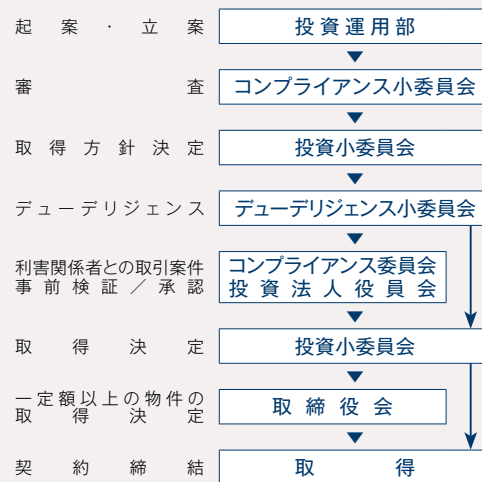 起案・立案
投資運用部
審査
コンプライアンス小委員会
取得方針決定
投資小委員会
デューデリジェンス
デューデリジェンス小委員会
利害関係者との取引案件
事前検証／承認
コンプライアンス委員会
投資法人役員会
取得決定
投資小委員会
一定額以上の物件の
取得決定
取締役会
契約締結
取得